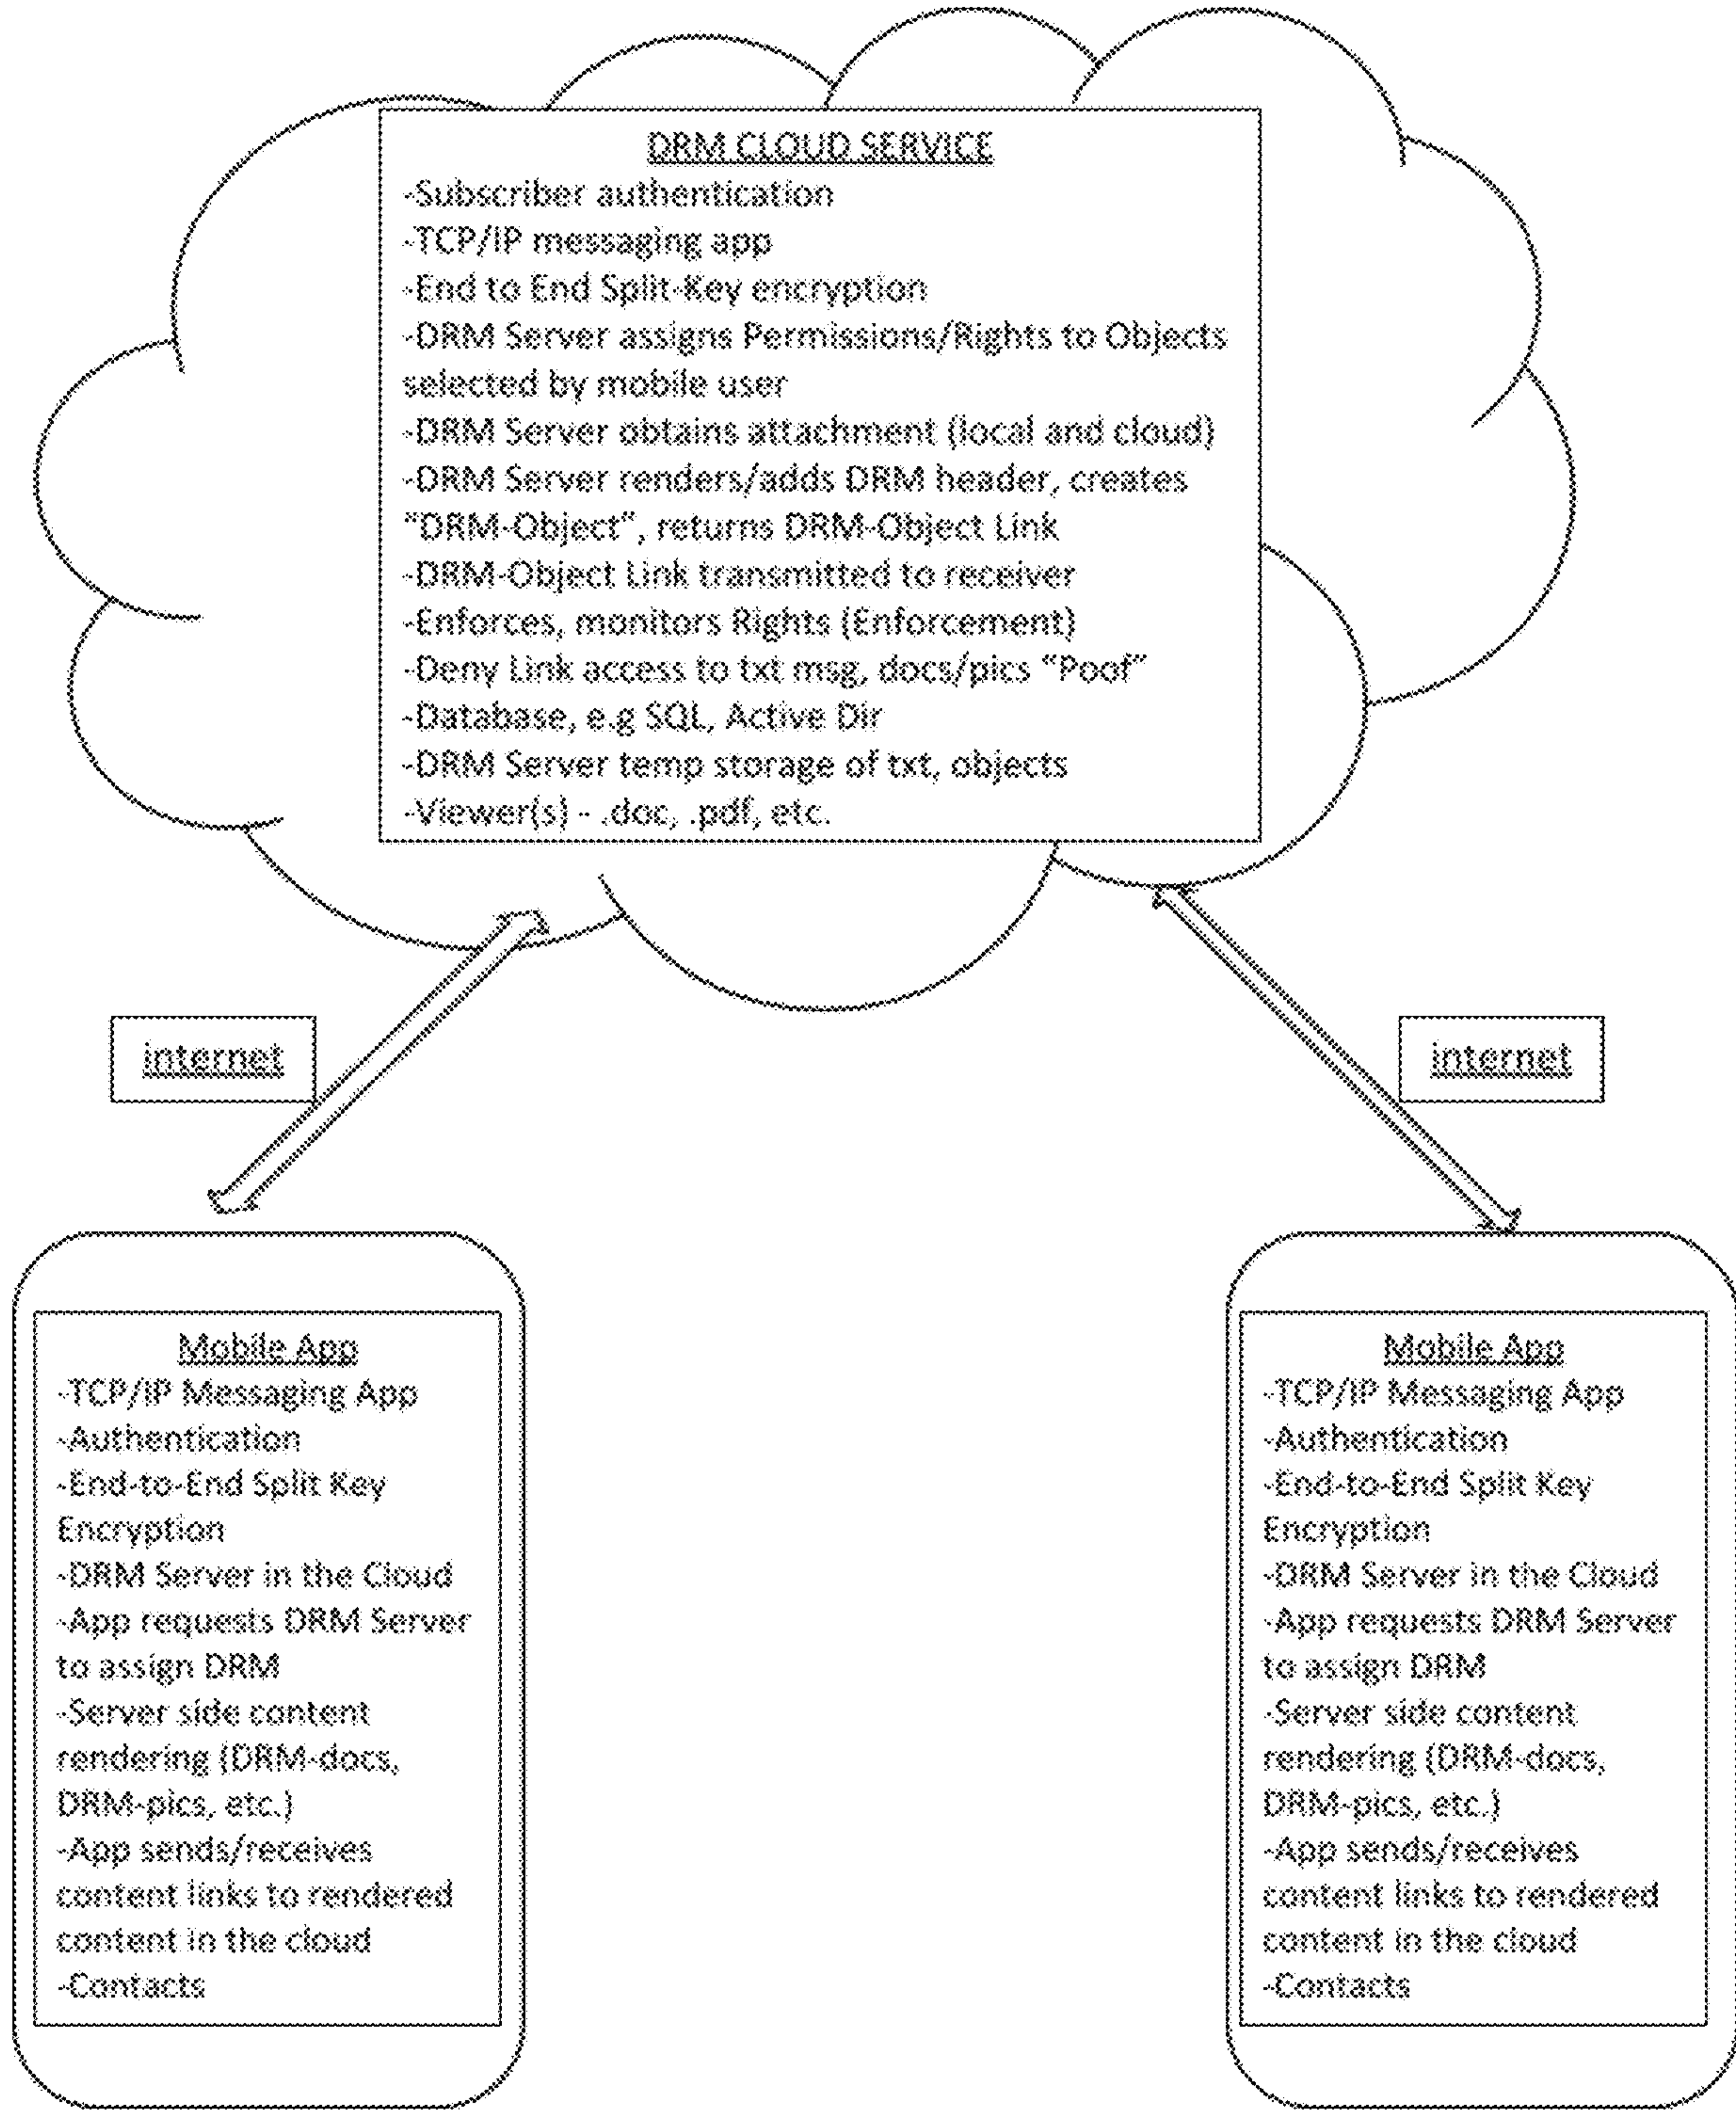 DRM CLOUD SERVICE
-Subscriber authentication
-TCP/IP messaging app
-End to End Split-Key encryption
-DRM Server assigns Permissions/Rights to Objects
selected by mobile user
-DRM Server obtains attachment (local and cloud)
-DRM Server renders/adds DRM header, creates
"DRM-Object", returns DRM-Object Link
-DRM-Object Link transmitted to receiver
-Enforces, monitors Rights (Enforcement)
-Deny Link access to txt msg, docs/pics "Poof"
-Database, e.g SQL, Active Dir
-DRM Server temp storage of txt, objects
-Viewer(s) - .doc, .pdf, etc.
internet
internet
Mobile App
-TCP/IP Messaging App
-Authentication
-End-to-End Split Key
Encryption
-DRM Server in the Cloud
-App requests DRM Server
to assign DRM
-Server side content
rendering (DRM-docs,
DRM-pics, etc.)
-App sends/receives
content links to rendered
content in the cloud
-Contacts
Mobile App
-TCP/IP Messaging App
-Authentication
-End-to-End Split Key
Encryption
-DRM Server in the Cloud
-App requests DRM Server
to assign DRM
-Server side content
rendering (DRM-docs,
DRM-pics, etc.)
-App sends/receives
content links to rendered
content in the cloud
-Contacts